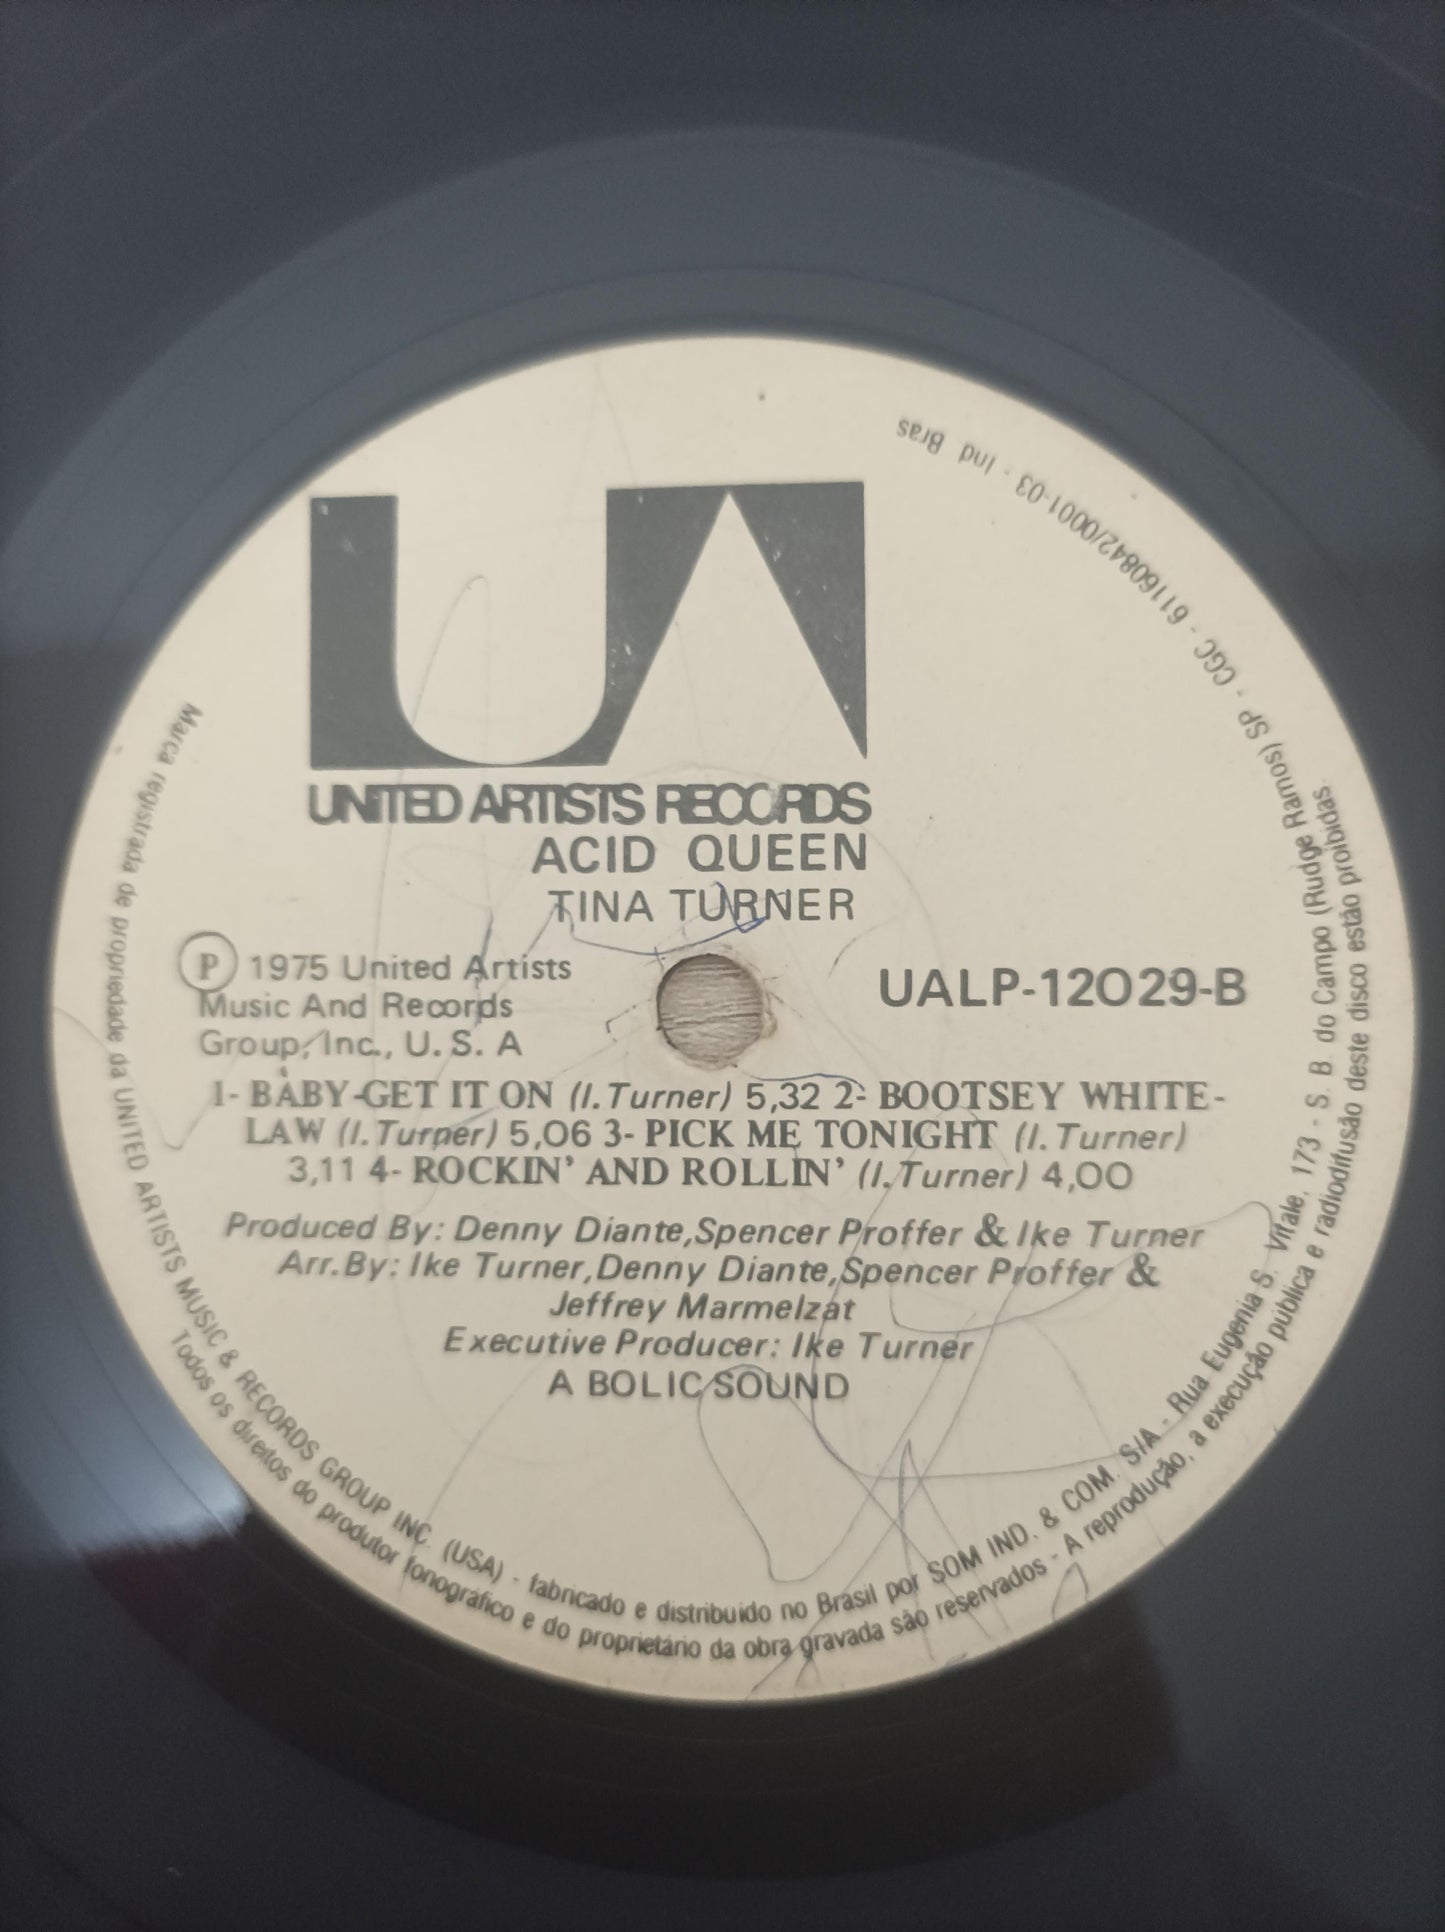 UA
UNITED ARTISTS RECORDS
ACID QUEEN
TINA TURNER
Ⓟ 1975 United Artists
Music And Records
Group, Inc., U. S. A
UALP-12029-B
1- BABY-GET IT ON (I. Turner) 5,32 2- BOOTSEY WHITE-
LAW (I. Turner) 5,06 3- PICK ME TONIGHT (I. Turner)
3,11 4- ROCKIN' AND ROLLIN' (I. Turner) 4,00
Produced By: Denny Diante,Spencer Proffer & Ike Turner
Arr.By: Ike Turner,Denny Diante,Spencer Proffer &
Jeffrey Marmelzat
Executive Producer: Ike Turner
A BOLIC SOUND
Marca registrada de propriedade da UNITED ARTISTS MUSIC & RECORDS GROUP INC. (USA) - fabricado e distribuido no Brasil por SOM IND. & COM. S/A - Rua Eugenia S. Vitale, 173 - S. B. do Campo (Rudge Ramos) SP - CGC - 61160842/0001-03 - Ind Bras
Todos os direitos do produtor fonográfico e do proprietário da obra gravada são reservados - A reprodução, a execução pública e radiodifusão deste disco estão proibidas